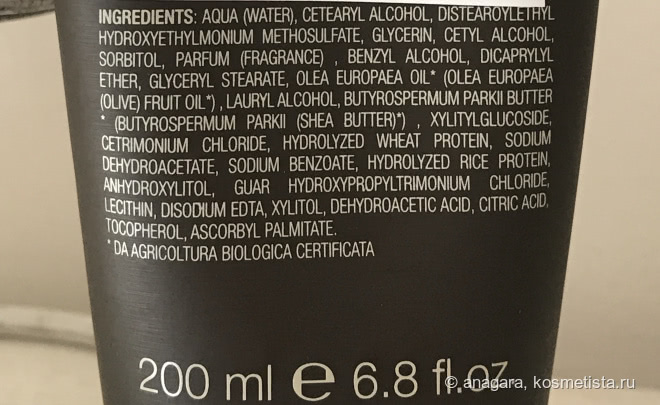 INGREDIENTS: AQUA (WATER), CETEARYL ALCOHOL, DISTEAROYLETHYL
HYDROXYETHYLMONIUM METHOSULFATE, GLYCERIN, CETYL ALCOHOL,
SORBITOL, PARFUM (FRAGRANCE) , BENZYL ALCOHOL, DICAPRYLYL
ETHER, GLYCERYL STEARATE, OLEA EUROPAEA OIL* (OLEA EUROPAEA
(OLIVE) FRUIT OIL*) , LAURYL ALCOHOL, BUTYROSPERMUM PARKII BUTTER
* (BUTYROSPERMUM PARKII (SHEA BUTTER)*) , XYLITYLGLUCOSIDE,
CETRIMONIUM CHLORIDE, HYDROLYZED WHEAT PROTEIN, SODIUM
DEHYDROACETATE, SODIUM BENZOATE, HYDROLYZED RICE PROTEIN,
ANHYDROXYLITOL, GUAR HYDROXYPROPYLTRIMONIUM CHLORIDE,
LECITHIN, DISODIUM EDTA, XYLITOL, DEHYDROACETIC ACID, CITRIC ACID,
TOCOPHEROL, ASCORBYL PALMITATE.
* DA AGRICOLTURA BIOLOGICA CERTIFICATA
200 ml e 6.8 fl.oz.
© anagara, kosmetista.ru